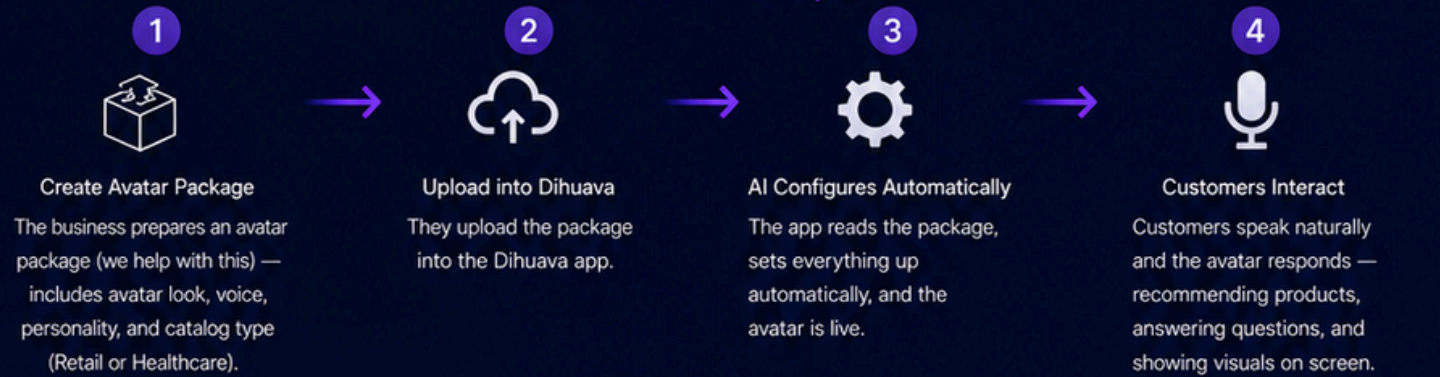 1
Create Avatar Package
The business prepares an avatar
package (we help with this) —
includes avatar look, voice,
personality, and catalog type
(Retail or Healthcare).
2
Upload into Dihuava
They upload the package
into the Dihuava app.
3
AI Configures Automatically
The app reads the package,
sets everything up
automatically, and the
avatar is live.
4
Customers Interact
Customers speak naturally
and the avatar responds —
recommending products,
answering questions, and
showing visuals on screen.